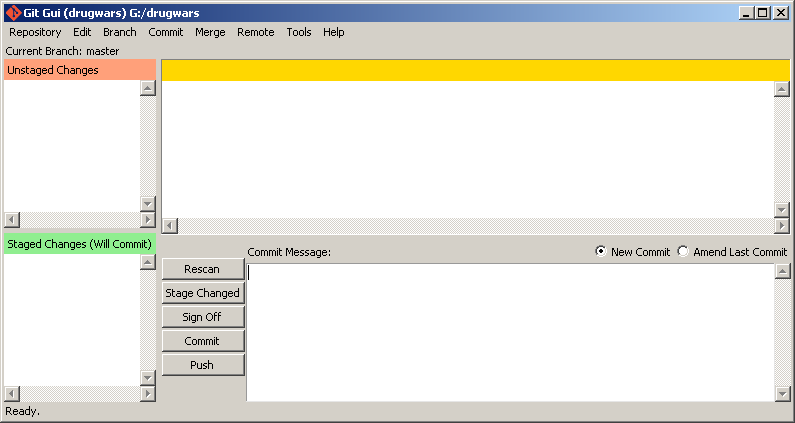 Git Gui (drugwars) G:/drugwars
Repository Edit Branch Commit Merge Remote Tools Help
Current Branch: master
Unstaged Changes
Staged Changes (Will Commit)
Commit Message: New Commit Amend Last Commit
Rescan
Stage Changed
Sign Off
Commit
Push
Ready.